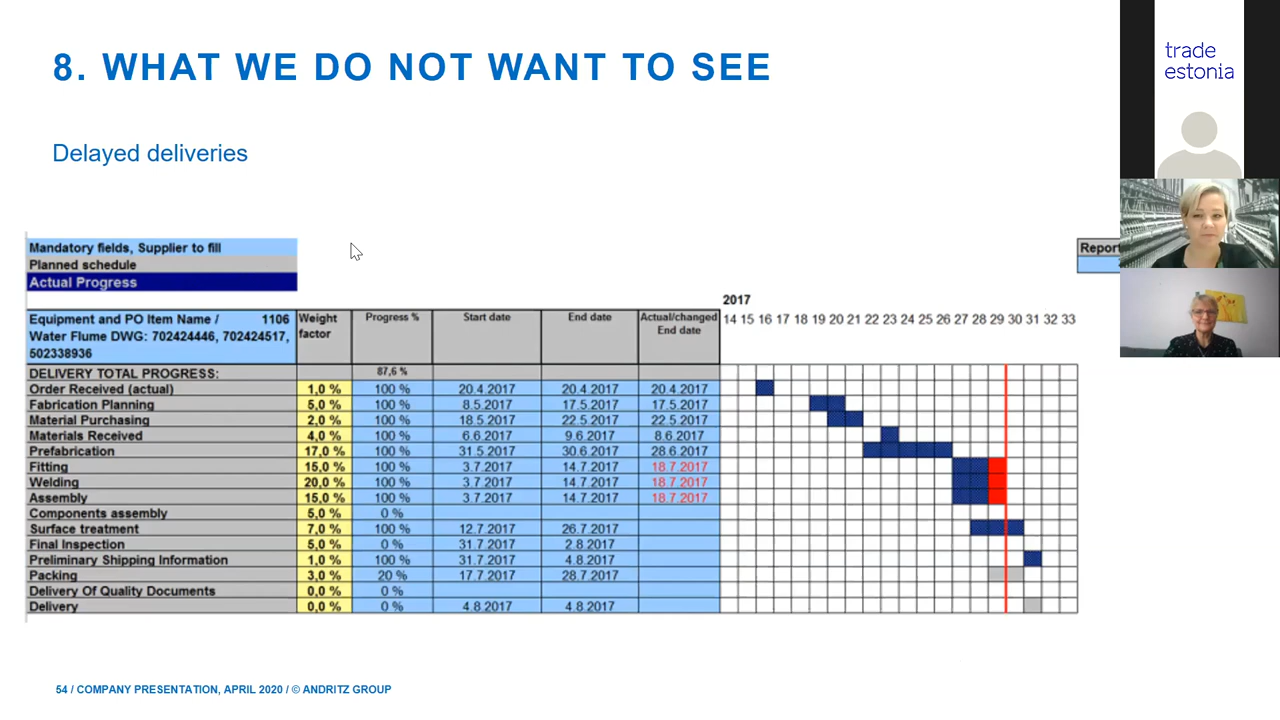 8. WHAT WE DO NOT WANT TO SEE
trade
estonia
Delayed deliveries
Mandatory fields, Supplier to fill
Planned schedule
Actual Progress
Report
2017
Equipment and PO Item Name / 1106
Water Flume DWG: 702424446, 702424517,
502338936
Weight factor Progress % Start date End date Actual/changed End date 14 15 16 17 18 19 20 21 22 23 24 25 26 27 28 29 30 31 32 33
DELIVERY TOTAL PROGRESS: 87,6 %
Order Received (actual) 1,0 % 100 % 20.4.2017 20.4.2017 20.4.2017
Fabrication Planning 5,0 % 100 % 8.5.2017 17.5.2017 17.5.2017
Material Purchasing 2,0 % 100 % 18.5.2017 22.5.2017 22.5.2017
Materials Received 4,0 % 100 % 6.6.2017 9.6.2017 8.6.2017
Prefabrication 17,0 % 100 % 31.5.2017 30.6.2017 28.6.2017
Fitting 15,0 % 100 % 3.7.2017 14.7.2017 18.7.2017
Welding 20,0 % 100 % 3.7.2017 14.7.2017 18.7.2017
Assembly 15,0 % 100 % 3.7.2017 14.7.2017 18.7.2017
Components assembly 5,0 % 0 %
Surface treatment 7,0 % 100 % 12.7.2017 26.7.2017
Final Inspection 5,0 % 0 % 31.7.2017 2.8.2017
Preliminary Shipping Information 1,0 % 100 % 31.7.2017 4.8.2017
Packing 3,0 % 20 % 17.7.2017 28.7.2017
Delivery Of Quality Documents 0,0 % 0 %
Delivery 0,0 % 0 % 4.8.2017 4.8.2017
54 / COMPANY PRESENTATION, APRIL 2020 / © ANDRITZ GROUP